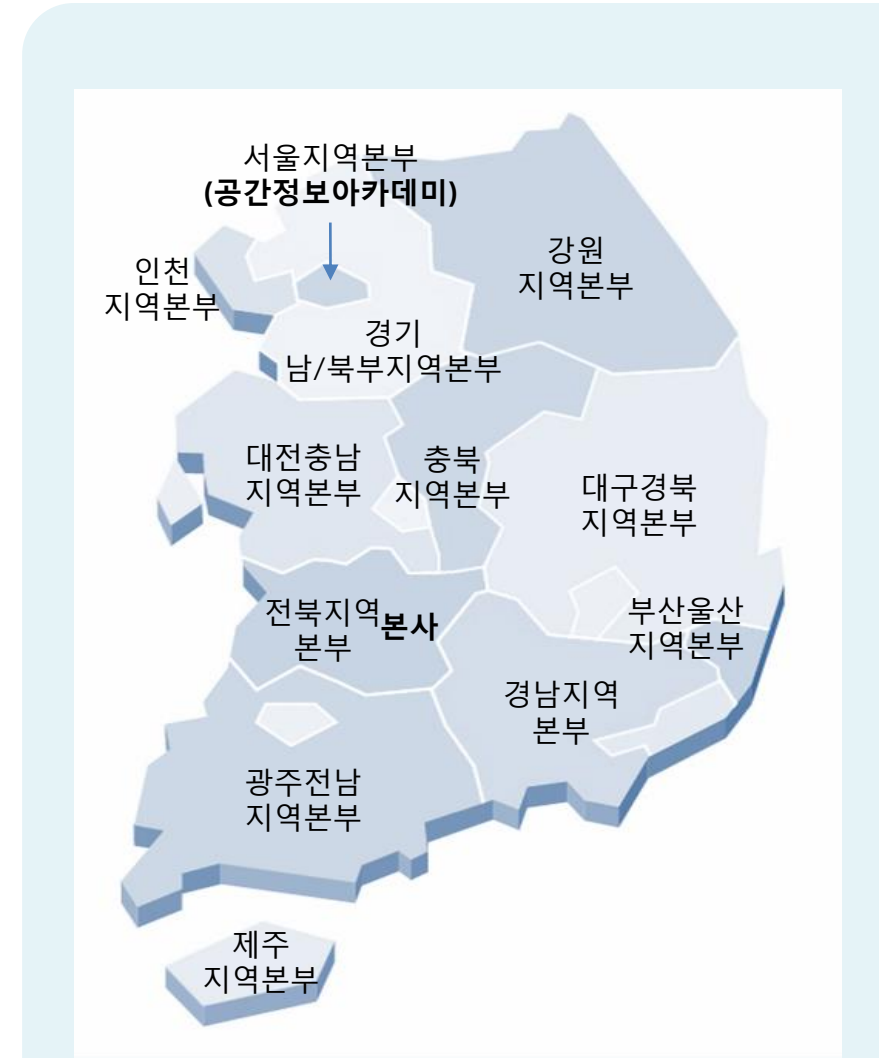 서울지역본부
(공간정보아카데미)
강원
지역본부
인천
지역본부
경기
남/북부지역본부
대전충남
지역본부
충북
지역본부
대구경북
지역본부
전북지역
본부
본사
부산울산
지역본부
경남지역
본부
광주전남
지역본부
제주
지역본부